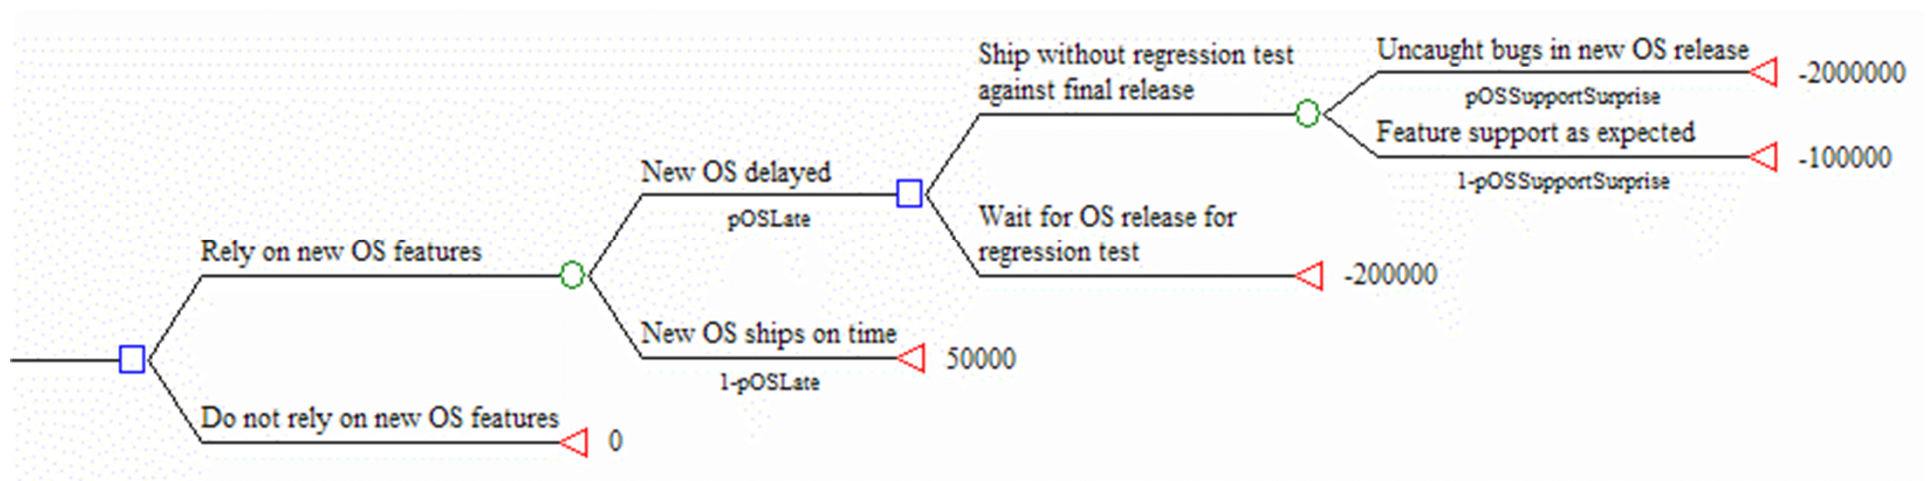 Ship without regression test
against final release
Uncaught bugs in new OS release
-2000000
pOSSupportSurprise
Feature support as expected
-100000
1-pOSSupportSurprise
New OS delayed
pOSLate
Wait for OS release for
regression test
-200000
Rely on new OS features
New OS ships on time
50000
1-pOSLate
Do not rely on new OS features
0